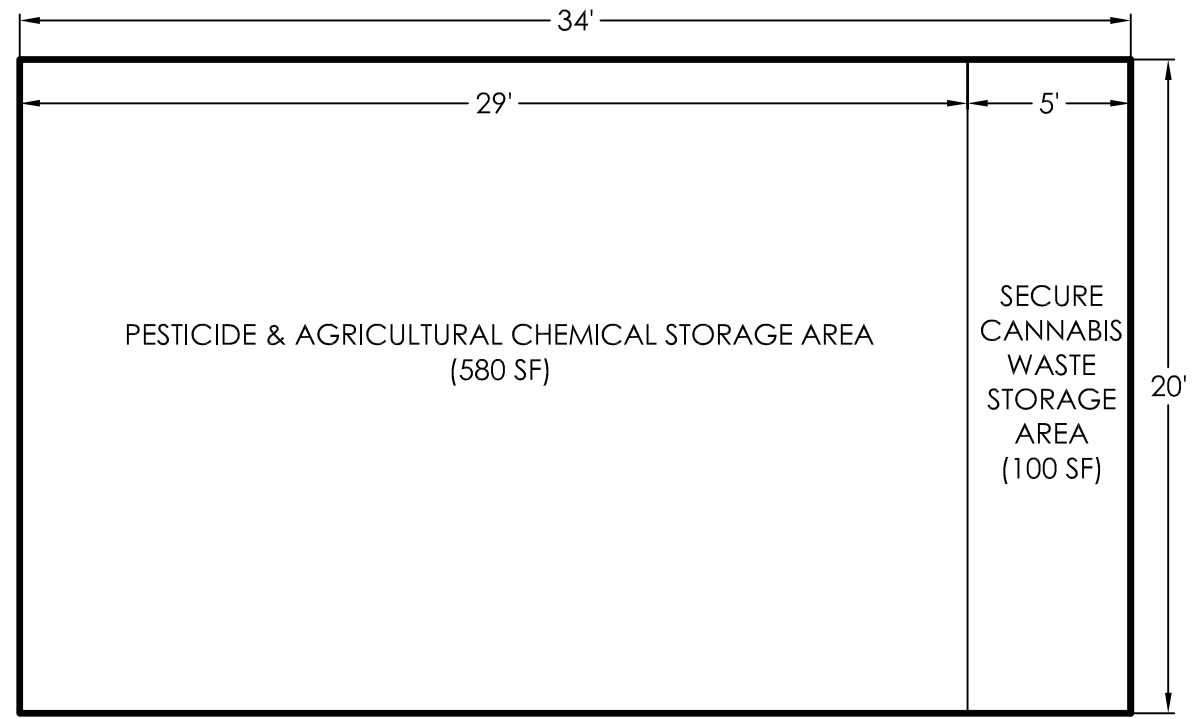 34'
29'
5'
PESTICIDE & AGRICULTURAL CHEMICAL STORAGE AREA
(580 SF)
SECURE
CANNABIS
WASTE
STORAGE
AREA
(100 SF)
20'